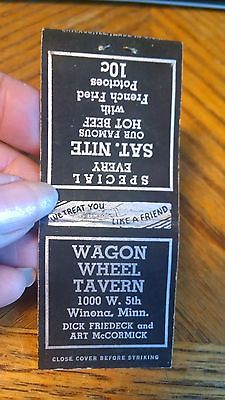 SPECIAL
EVERY
SAT. NITE
OUR FAMOUS
HOT BEEF
with
French Fried
Potatoes
10c
WE TREAT YOU LIKE A FRIEND
WAGON
WHEEL
TAVERN
1000 W. 5th
Winona, Minn.
DICK FRIEDECK and
ART McCORMICK
CLOSE COVER BEFORE STRIKING